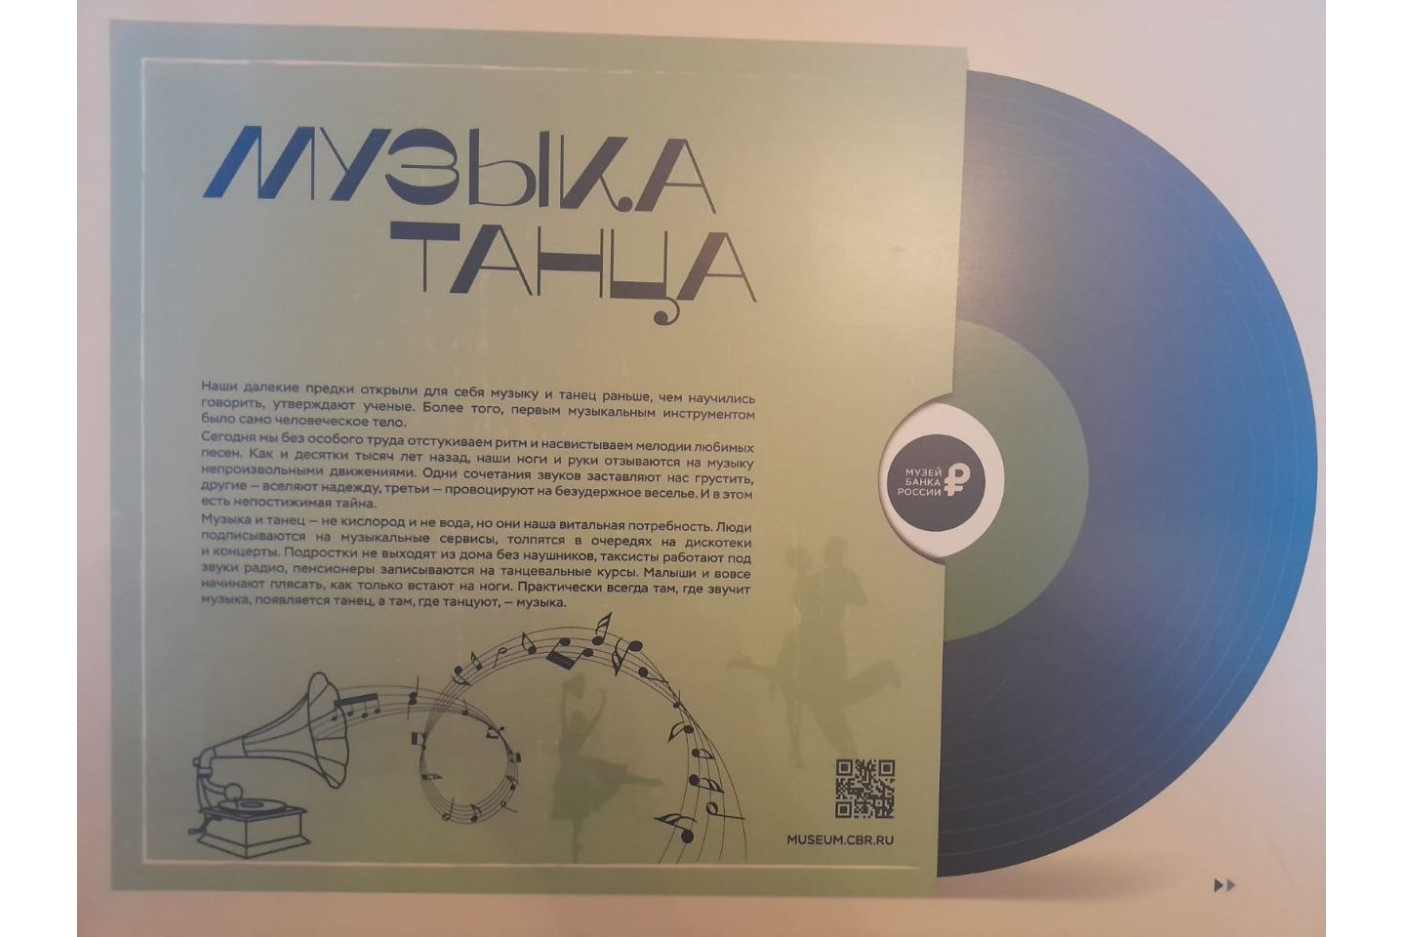 МУЗЫКА
ТАНЦА
Наши далекие предки открыли для себя музыку и танец раньше, чем научились
говорить, утверждают ученые. Более того, первым музыкальным инструментом
было само человеческое тело.
Сегодня мы без особого труда отстукиваем ритм и насвистываем мелодии любимых
песен. Как и десятки тысяч лет назад, наши ноги и руки отзываются на музыку
непроизвольными движениями. Одни сочетания звуков заставляют нас грустить,
другие – вселяют надежду, третьи – провоцируют на безудержное веселье. И в этом
есть непостижимая тайна.
Музыка и танец – не кислород и не вода, но они наша витальная потребность. Люди
подписываются на музыкальные сервисы, толпятся в очередях на дискотеки
и концерты. Подростки не выходят из дома без наушников, таксисты работают под
звуки радио, пенсионеры записываются на танцевальные курсы. Малыши и вовсе
начинают плясать, как только встают на ноги. Практически всегда там, где звучит
музыка, появляется танец, а там, где танцуют, – музыка.
МУЗЕЙ
БАНКА
РОССИИ
MUSEUM.CBR.RU